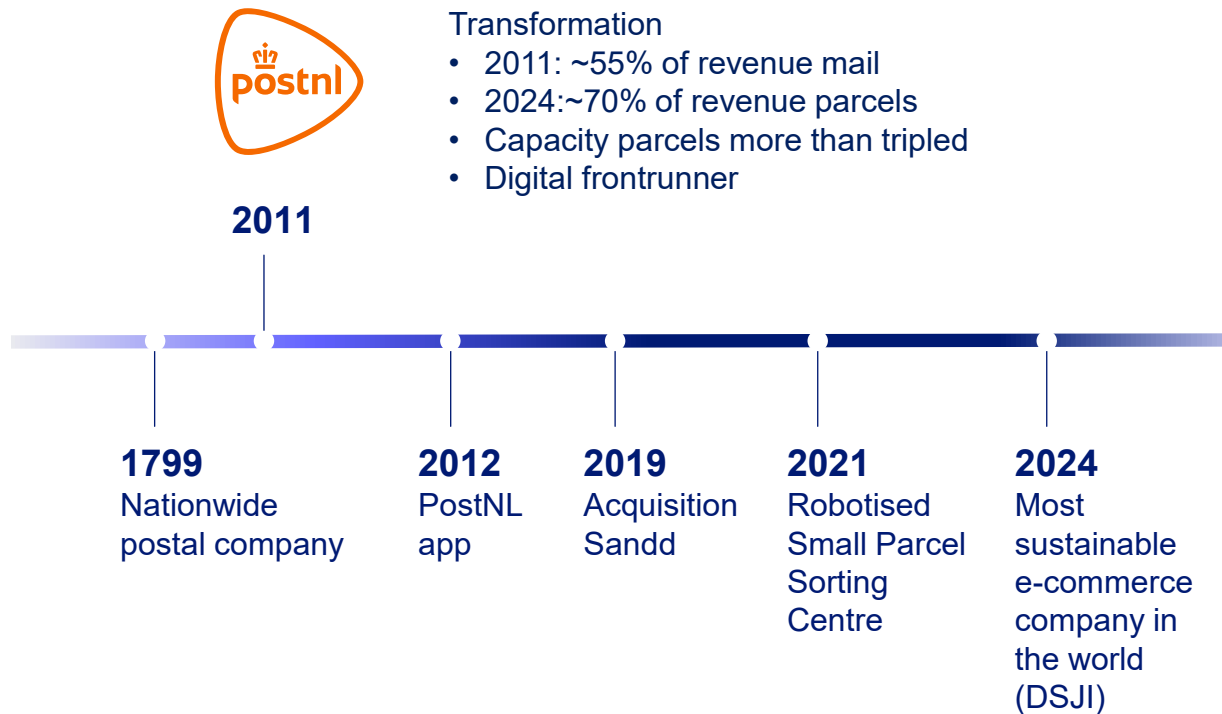 postnl
Transformation
• 2011: ~55% of revenue mail
• 2024:~70% of revenue parcels
• Capacity parcels more than tripled
• Digital frontrunner
2011
1799
Nationwide
postal company
2012
PostNL
app
2019
Acquisition
Sandd
2021
Robotised
Small Parcel
Sorting
Centre
2024
Most
sustainable
e-commerce
company in
the world
(DSJI)